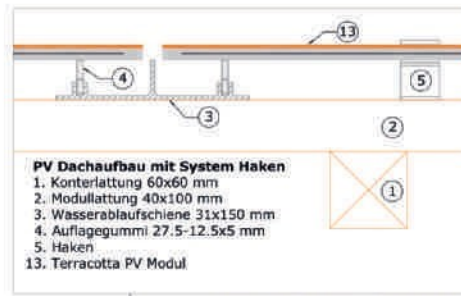 13
4
5
3
2
1
PV Dachaufbau mit System Haken
1. Konterlattung 60x60 mm
2. Modullattung 40x100 mm
3. Wasserablaufschiene 31x150 mm
4. Auflagegummi 27.5-12.5x5 mm
5. Haken
13. Terracotta PV Modul